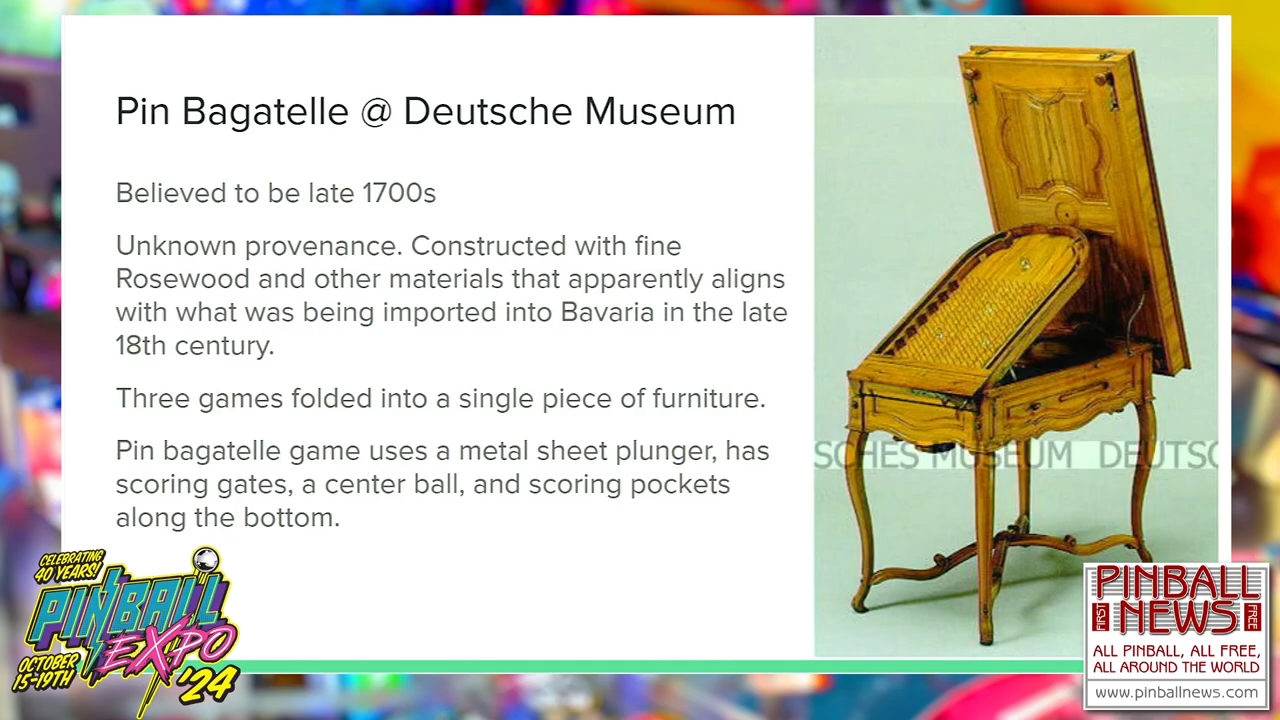 Pin Bagatelle @ Deutsche Museum
Believed to be late 1700s
Unknown provenance. Constructed with fine
Rosewood and other materials that apparently aligns
with what was being imported into Bavaria in the late
18th century.
Three games folded into a single piece of furniture.
Pin bagatelle game uses a metal sheet plunger, has
scoring gates, a center ball, and scoring pockets
along the bottom.
SCHES MUSEUM DEUTSC
CELEBRATING
40 YEARS!
PINBALL
EXPO
OCTOBER
15-19TH
'24
PINBALL
FIRST NEWS FREE
ALL PINBALL, ALL FREE,
ALL AROUND THE WORLD
www.pinballnews.com